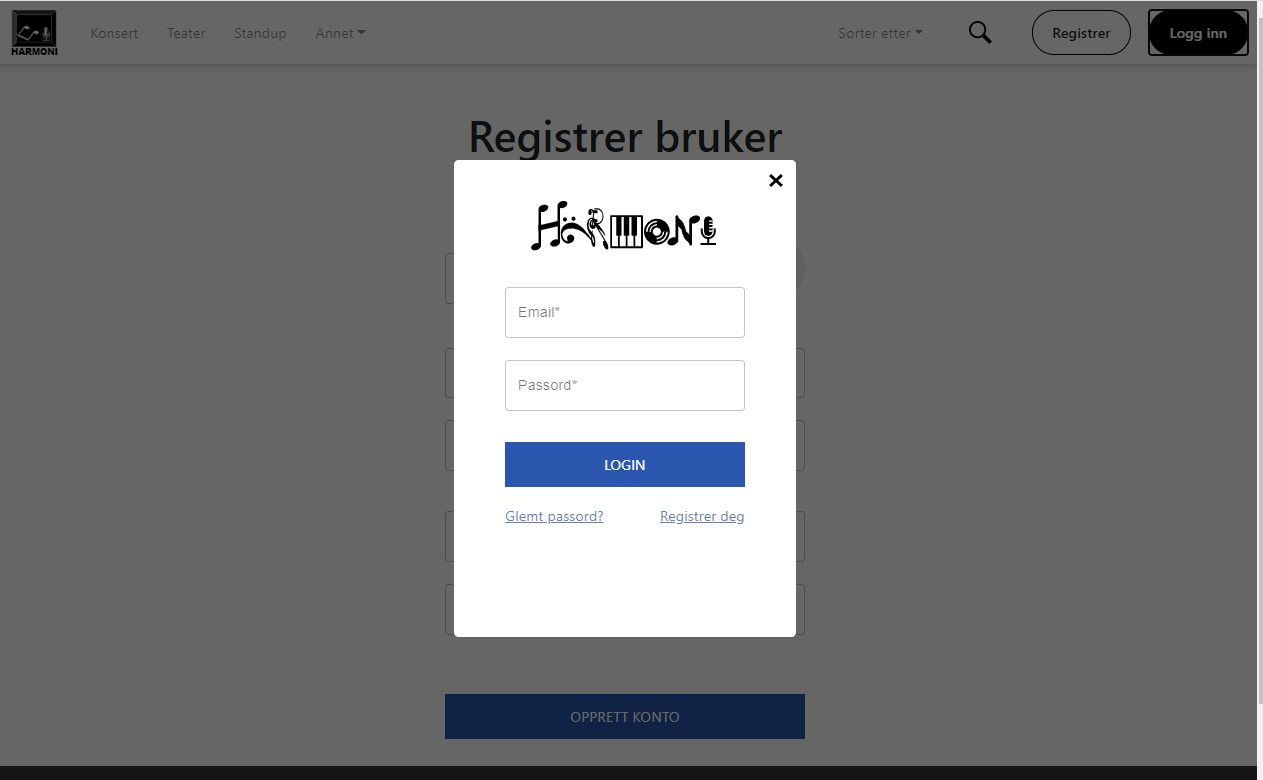 HARMONI
Konsert Teater Standup Annet Sorter etter Registrer Logg inn
Registrer bruker
HARMONI
Email*
Passord*
LOGIN
Glemt passord? Registrer deg
OPPRETT KONTO